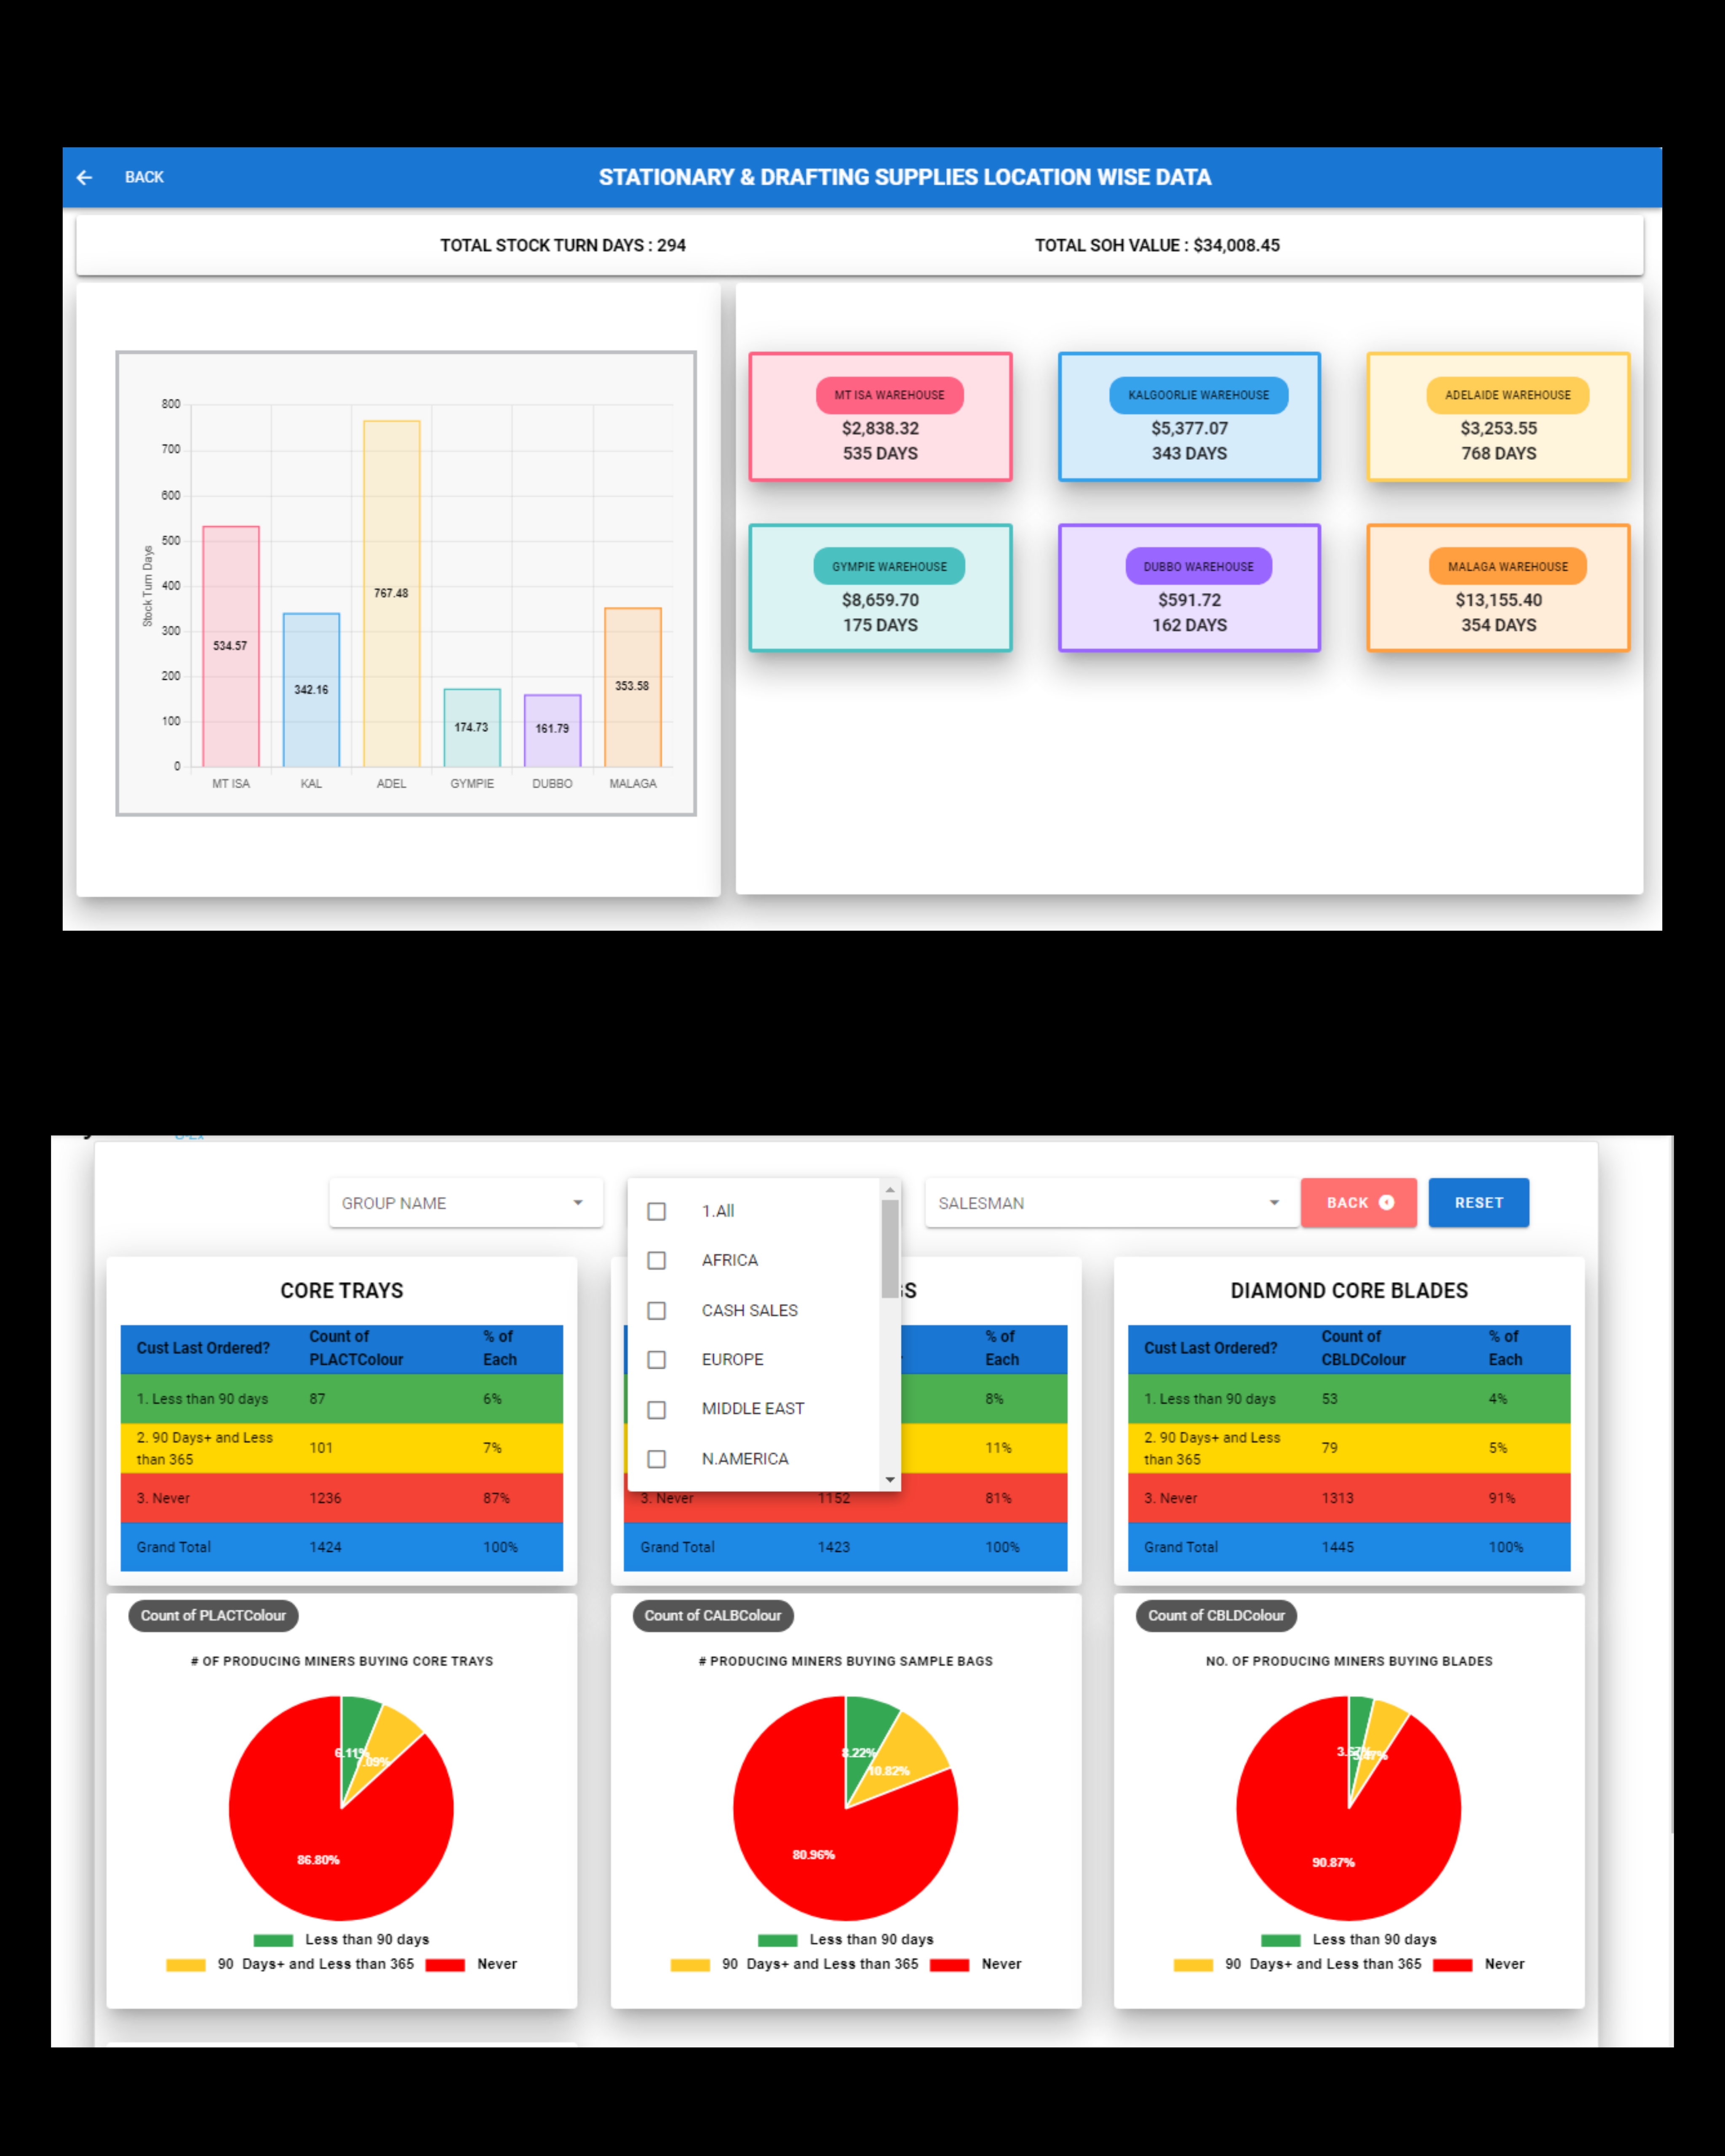 BACK
STATIONARY & DRAFTING SUPPLIES LOCATION WISE DATA
TOTAL STOCK TURN DAYS : 294
TOTAL SOH VALUE : $34,008.45
Stock Turn Days
800
700
600
500
400
300
200
100
0
534.57
342.16
767.48
174.73
161.79
353.58
MT ISA
KAL
ADEL
GYMPIE
DUBBO
MALAGA
MT ISA WAREHOUSE
$2,838.32
535 DAYS
KALGOORLIE WAREHOUSE
$5,377.07
343 DAYS
ADELAIDE WAREHOUSE
$3,253.55
768 DAYS
GYMPIE WAREHOUSE
$8,659.70
175 DAYS
DUBBO WAREHOUSE
$591.72
162 DAYS
MALAGA WAREHOUSE
$13,155.40
354 DAYS
GROUP NAME
1.All
AFRICA
CASH SALES
EUROPE
MIDDLE EAST
N.AMERICA
SALESMAN
BACK
RESET
CORE TRAYS
Cust Last Ordered? Count of PLACTColour % of Each
1. Less than 90 days 87 6%
2. 90 Days+ and Less than 365 101 7%
3. Never 1236 87%
Grand Total 1424 100%
% of Each
8%
11%
3. Never 1152 81%
Grand Total 1423 100%
DIAMOND CORE BLADES
Cust Last Ordered? Count of CBLDColour % of Each
1. Less than 90 days 53 4%
2. 90 Days+ and Less than 365 79 5%
3. Never 1313 91%
Grand Total 1445 100%
Count of PLACTColour
# OF PRODUCING MINERS BUYING CORE TRAYS
6.11%
86.80%
Less than 90 days
90 Days+ and Less than 365
Never
Count of CALBColour
# PRODUCING MINERS BUYING SAMPLE BAGS
8.22%
10.82%
80.96%
Less than 90 days
90 Days+ and Less than 365
Never
Count of CBLDColour
NO. OF PRODUCING MINERS BUYING BLADES
90.87%
Less than 90 days
90 Days+ and Less than 365
Never